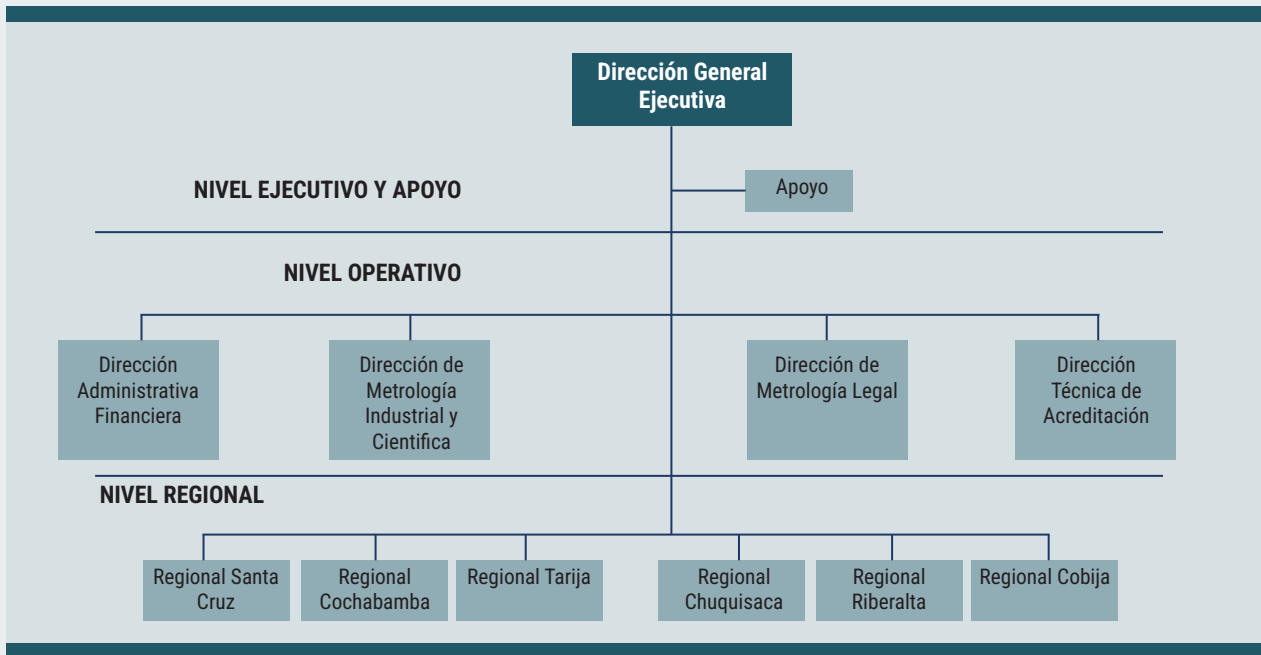 Dirección General
Ejecutiva
NIVEL EJECUTIVO Y APOYO
Apoyo
NIVEL OPERATIVO
Dirección
Administrativa
Financiera
Dirección de
Metrología
Industrial y
Cientifica
Dirección de
Metrología Legal
Dirección
Técnica de
Acreditación
NIVEL REGIONAL
Regional Santa
Cruz
Regional
Cochabamba
Regional Tarija
Regional
Chuquisaca
Regional
Riberalta
Regional Cobija